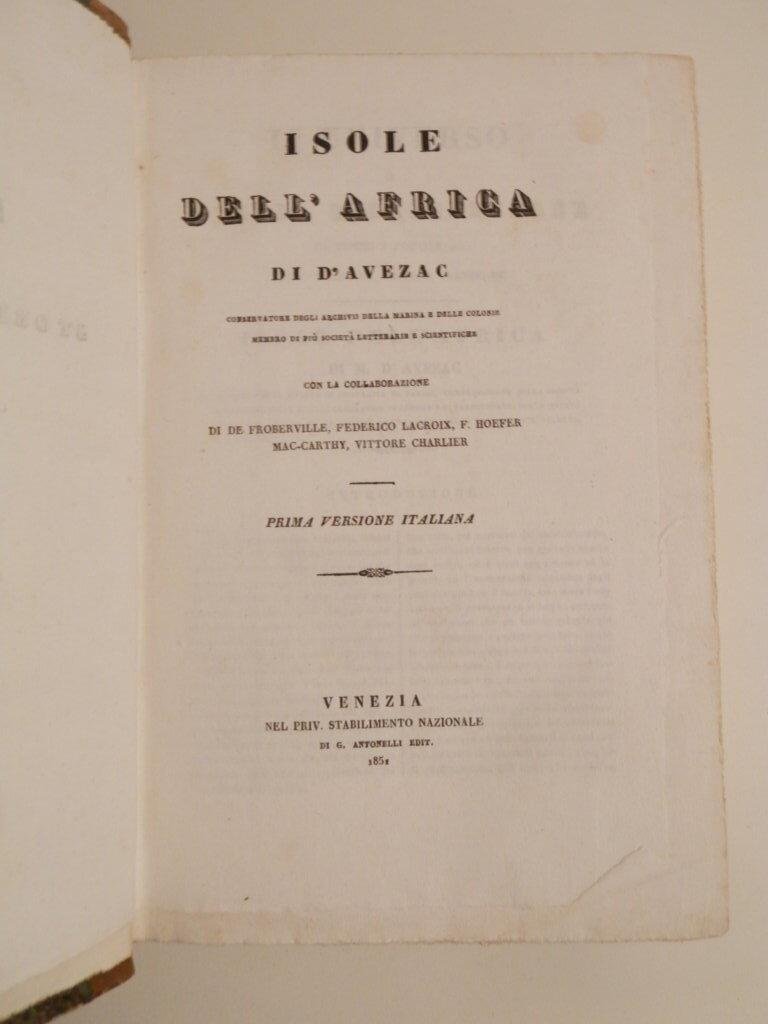 ISOLE
DELL' AFRICA
DI D'AVEZAC
CONSERVATORE DEGLI ARCHIVII DELLA MARINA E DELLE COLONIE
MEMBRO DI PIÙ SOCIETÀ LETTERARIE E SCIENTIFICHE
CON LA COLLABORAZIONE
DI DE FROBERVILLE, FEDERICO LACROIX, F. HOEFER
MAC-CARTHY, VITTORE CHARLIER
PRIMA VERSIONE ITALIANA
VENEZIA
NEL PRIV. STABILIMENTO NAZIONALE
DI G. ANTONELLI EDIT.
1851